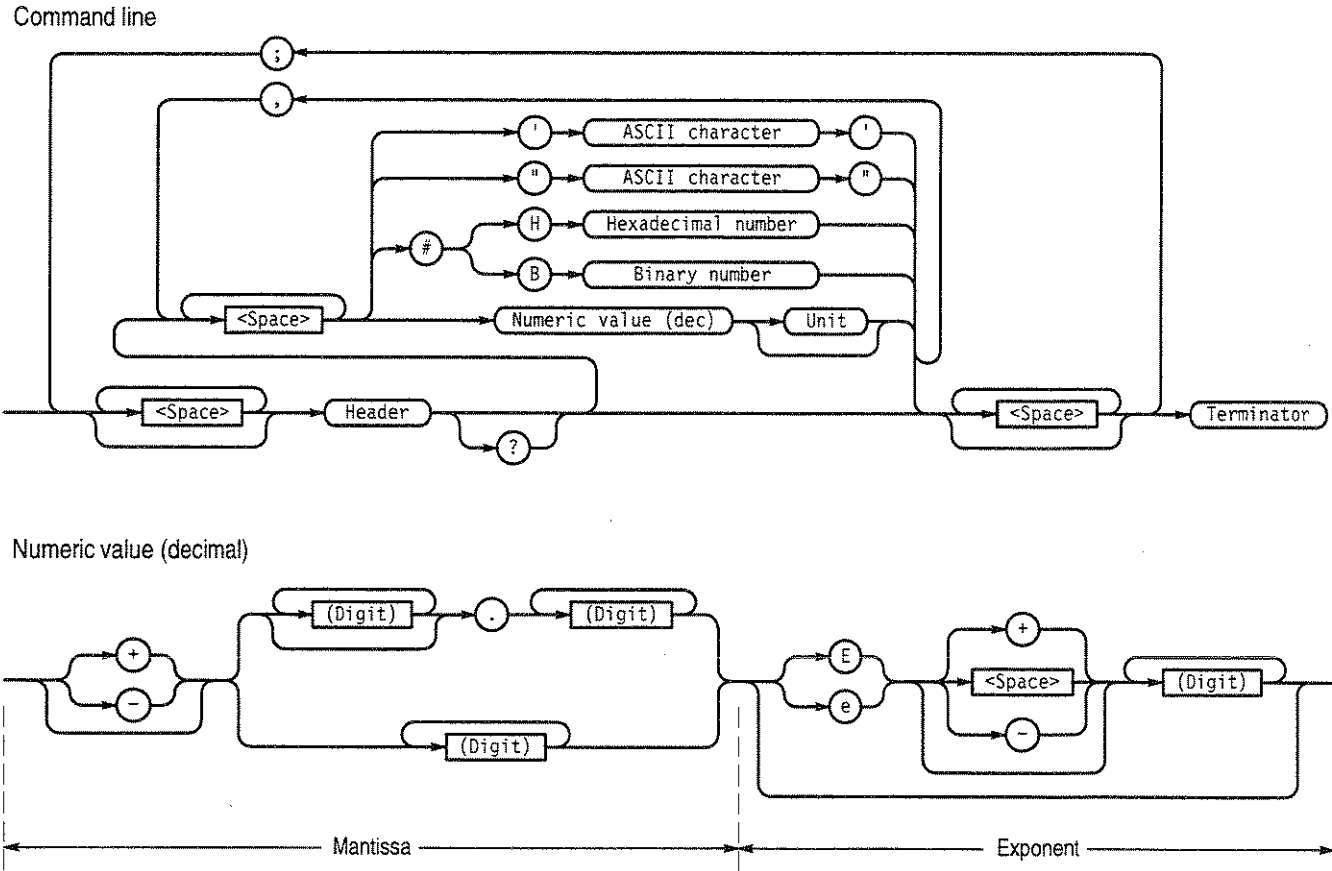 Command line
;
,
' ASCII character '
" ASCII character "
H Hexadecimal number
#
B Binary number
<Space> Numeric value (dec) Unit
<Space> Header <Space> Terminator
?
Numeric value (decimal)
(Digit) . (Digit)
+ E + 
<Space> (Digit)
- e
-
(Digit)
Mantissa Exponent